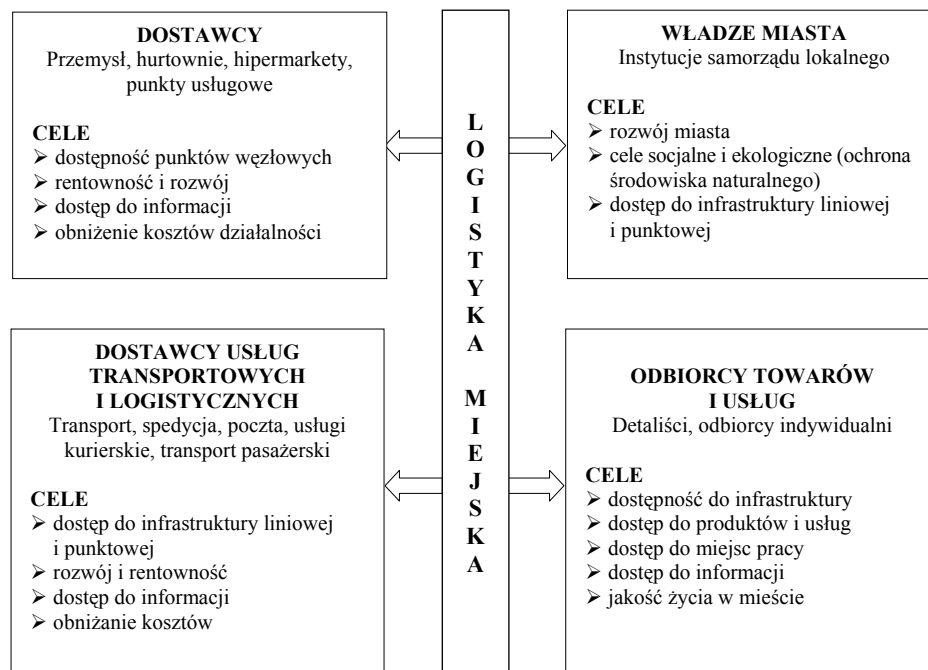 DOSTAWCY
Przemysł, hurtownie, hipermarkety,
punkty usługowe
CELE
➢ dostępność punktów węzłowych
➢ rentowność i rozwój
➢ dostęp do informacji
➢ obniżenie kosztów działalności
L
O
G
I
S
T
Y
K
A
M
I
E
J
S
K
A
WŁADZE MIASTA
Instytucje samorządu lokalnego
CELE
➢ rozwój miasta
➢ cele socjalne i ekologiczne (ochrona
środowiska naturalnego)
➢ dostęp do infrastruktury liniowej
i punktowej
DOSTAWCY USŁUG
TRANSPORTOWYCH
I LOGISTYCZNYCH
Transport, spedycja, poczta, usługi
kurierskie, transport pasażerski
CELE
➢ dostęp do infrastruktury liniowej
i punktowej
➢ rozwój i rentowność
➢ dostęp do informacji
➢ obniżanie kosztów
ODBIORCY TOWARÓW
I USŁUG
Detaliści, odbiorcy indywidualni
CELE
➢ dostępność do infrastruktury
➢ dostęp do produktów i usług
➢ dostęp do miejsc pracy
➢ dostęp do informacji
➢ jakość życia w mieście